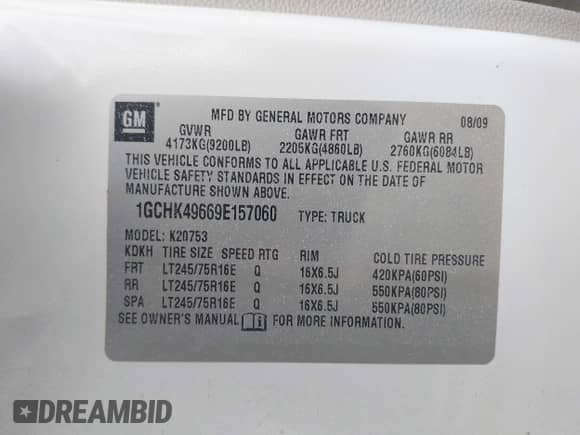 GM
MFD BY GENERAL MOTORS COMPANY 08/09
GVWR GAWR FRT GAWR RR
4173KG(9200LB) 2205KG(4860LB) 2760KG(6084LB)
THIS VEHICLE CONFORMS TO ALL APPLICABLE U.S. FEDERAL MOTOR
VEHICLE SAFETY STANDARDS IN EFFECT ON THE DATE OF
MANUFACTURE SHOWN ABOVE.
1GCHK49669E157060 TYPE: TRUCK
MODEL: K20753
KDKH TIRE SIZE SPEED RTG RIM COLD TIRE PRESSURE
FRT LT245/75R16E Q 16X6.5J 420KPA(60PSI)
RR LT245/75R16E Q 16X6.5J 550KPA(80PSI)
SPA LT245/75R16E Q 16X6.5J 550KPA(80PSI)
SEE OWNER'S MANUAL FOR MORE INFORMATION.
DREAMBID